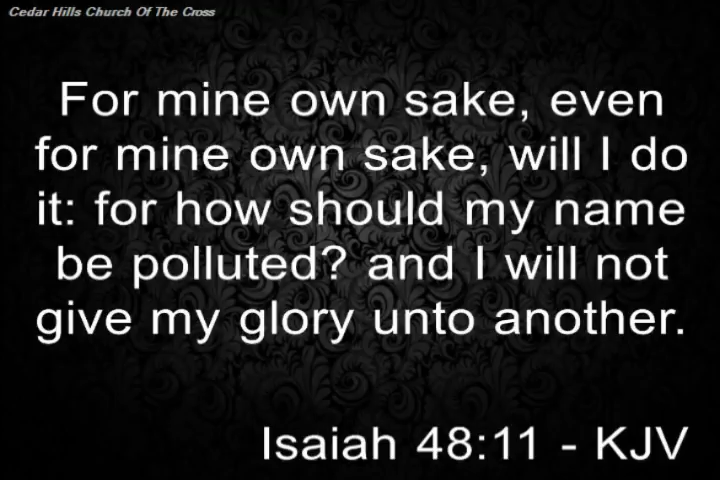 Cedar Hills Church Of The Cross
For mine own sake, even
for mine own sake, will I do
it: for how should my name
be polluted? and I will not
give my glory unto another.
Isaiah 48:11 - KJV